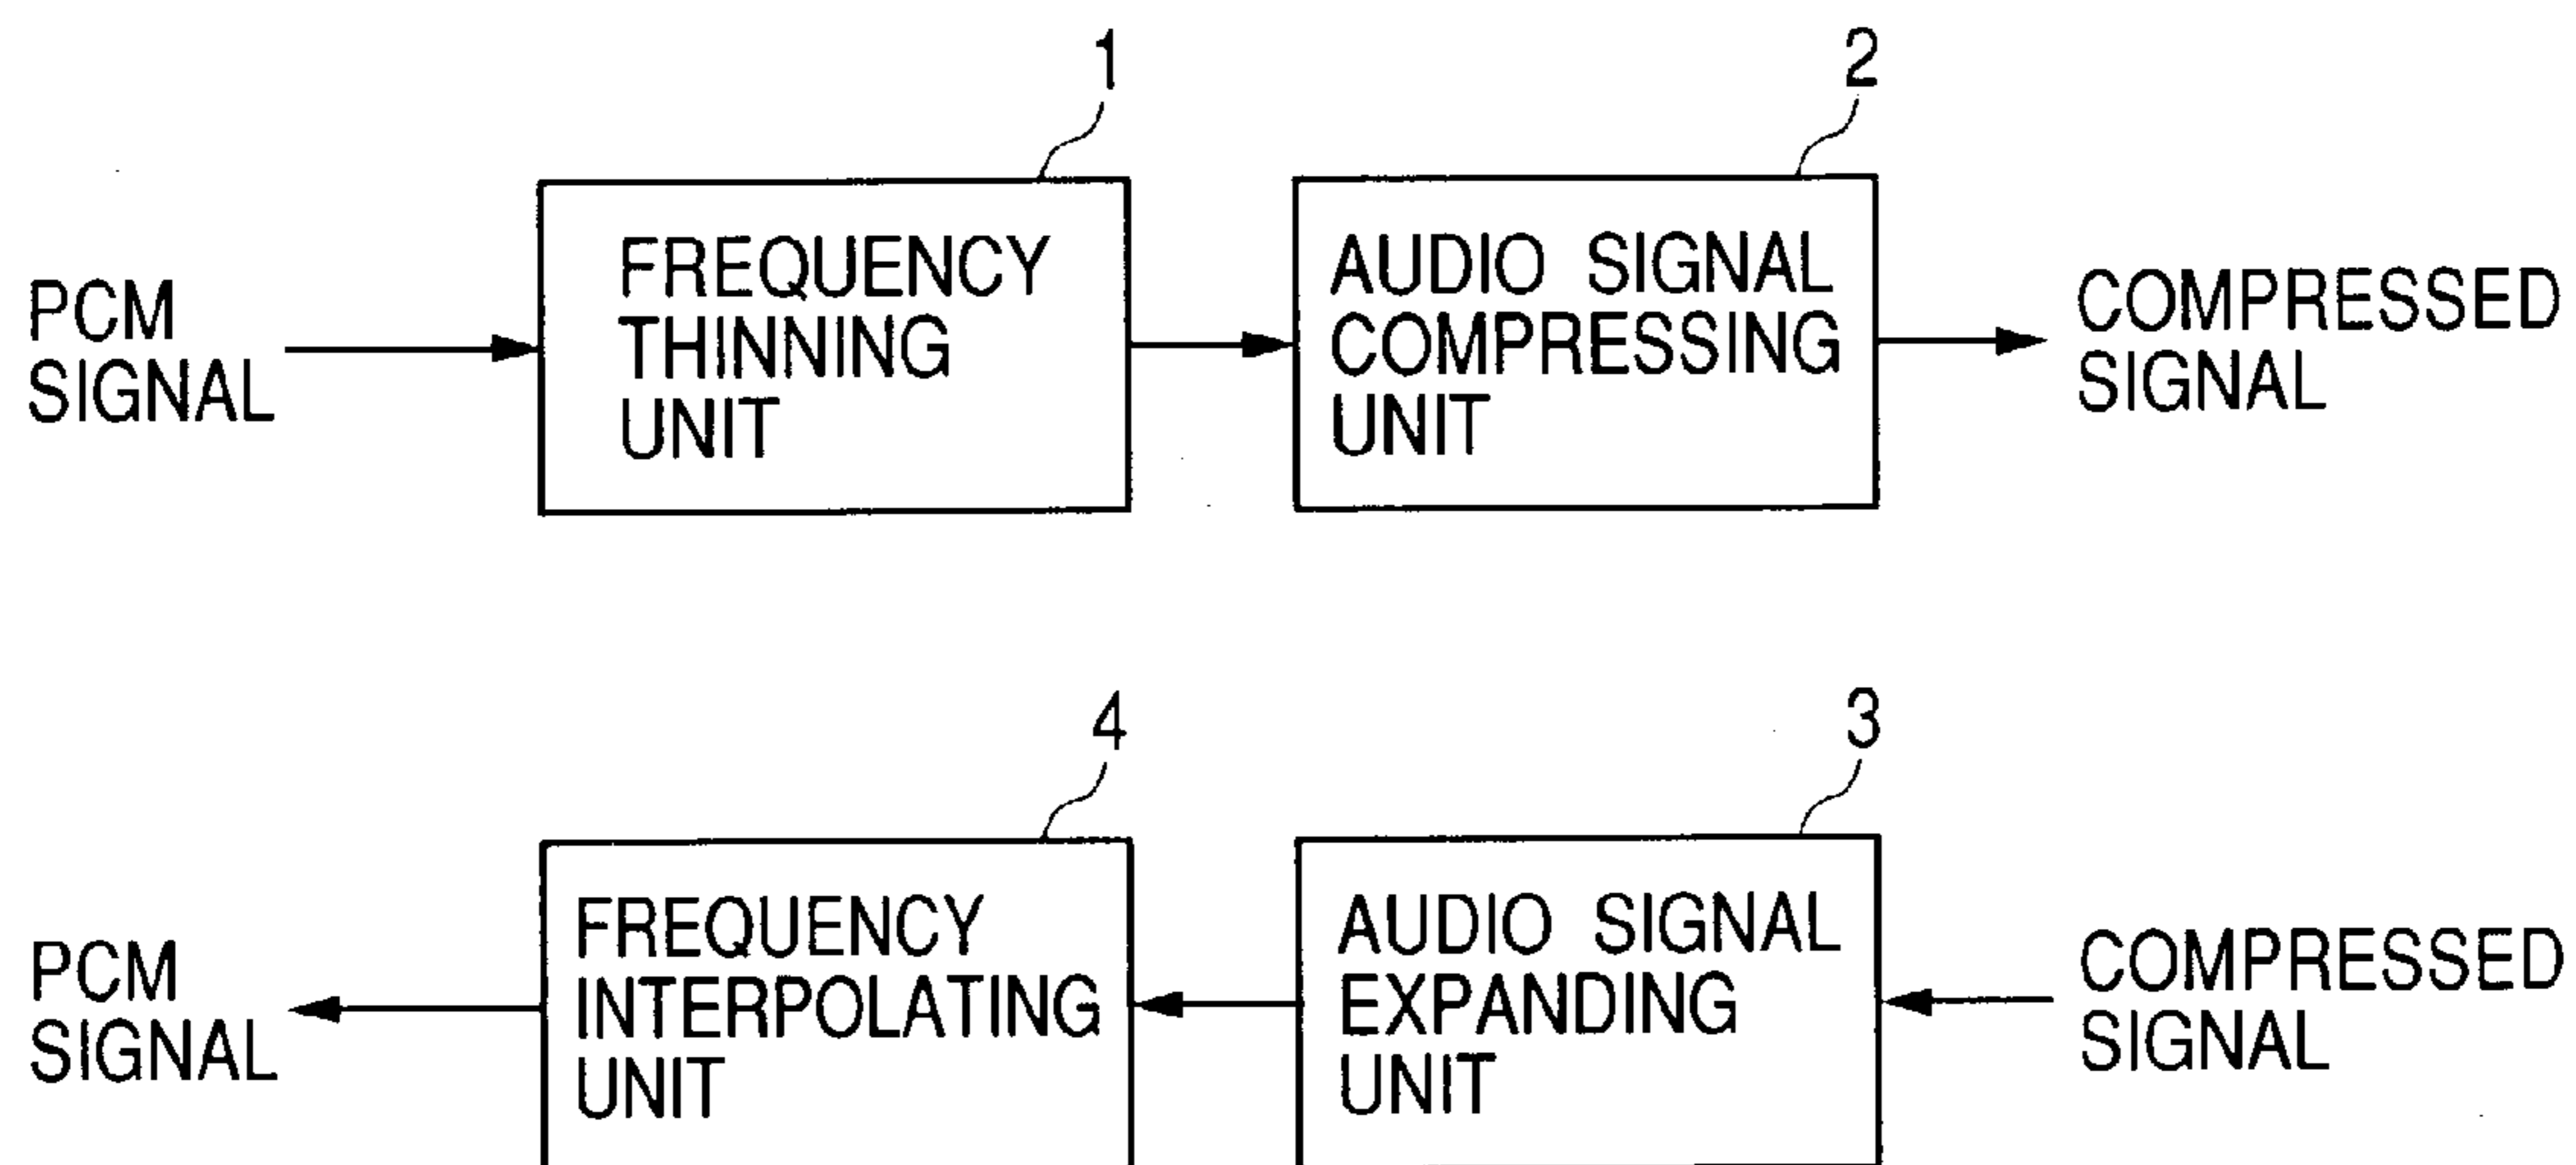 1
2
PCM
SIGNAL
FREQUENCY
THINNING
UNIT
AUDIO SIGNAL
COMPRESSING
UNIT
COMPRESSED
SIGNAL
4
3
PCM
SIGNAL
FREQUENCY
INTERPOLATING
UNIT
AUDIO SIGNAL
EXPANDING
UNIT
COMPRESSED
SIGNAL